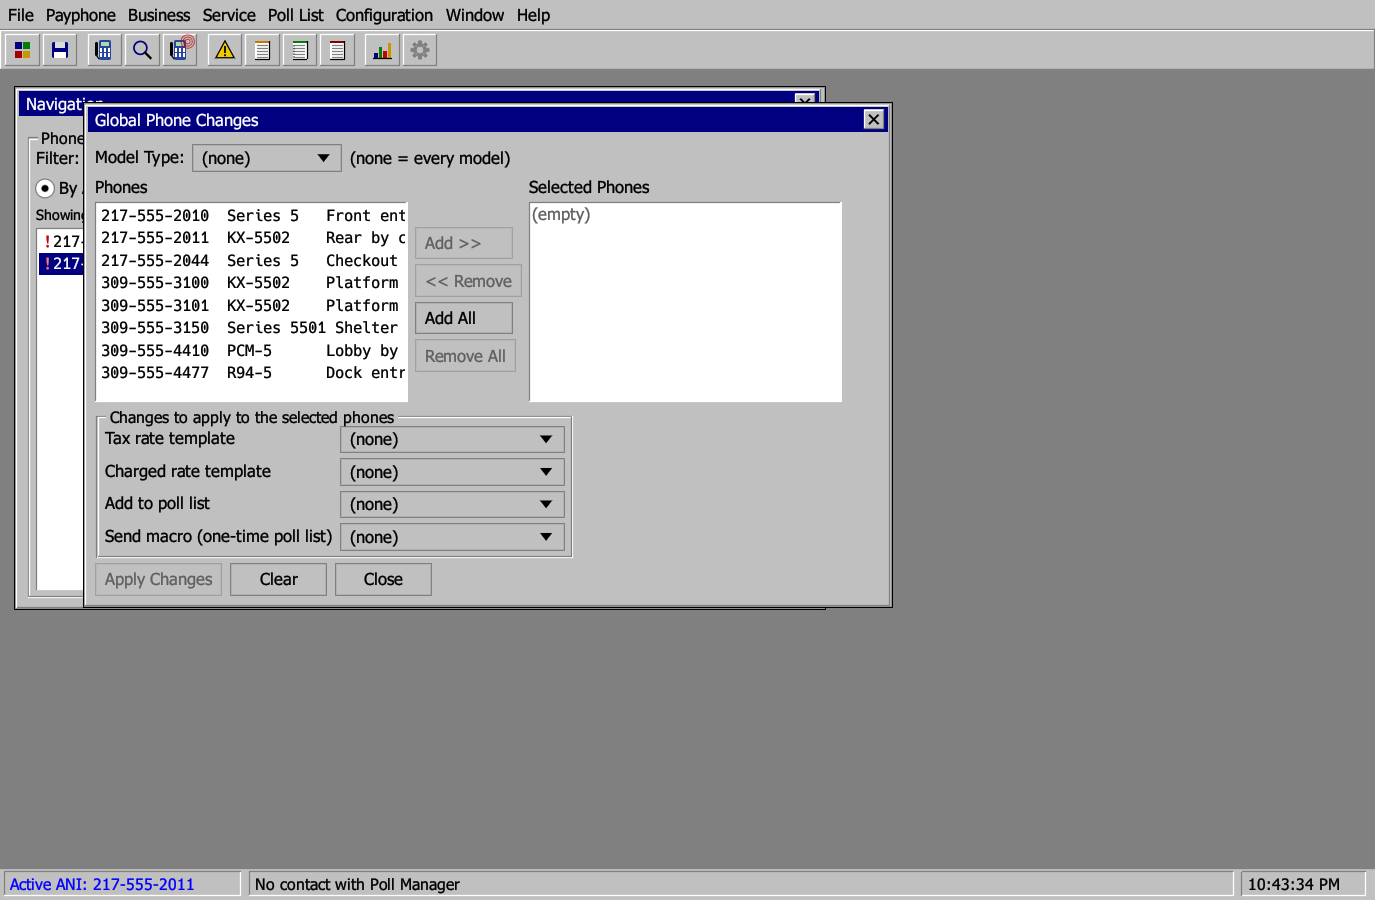 File Payphone Business Service Poll List Configuration Window Help
Navigation
Global Phone Changes
Phone
Filter:
By
Showing
!217-
!217-
Model Type: (none) (none = every model)
Phones
217-555-2010 Series 5 Front ent
217-555-2011 KX-5502 Rear by c
217-555-2044 Series 5 Checkout
309-555-3100 KX-5502 Platform
309-555-3101 KX-5502 Platform
309-555-3150 Series 5501 Shelter
309-555-4410 PCM-5 Lobby by
309-555-4477 R94-5 Dock entr
Add >>
<< Remove
Add All
Remove All
Selected Phones
(empty)
Changes to apply to the selected phones
Tax rate template (none)
Charged rate template (none)
Add to poll list (none)
Send macro (one-time poll list) (none)
Apply Changes Clear Close
Active ANI: 217-555-2011 No contact with Poll Manager 10:43:34 PM